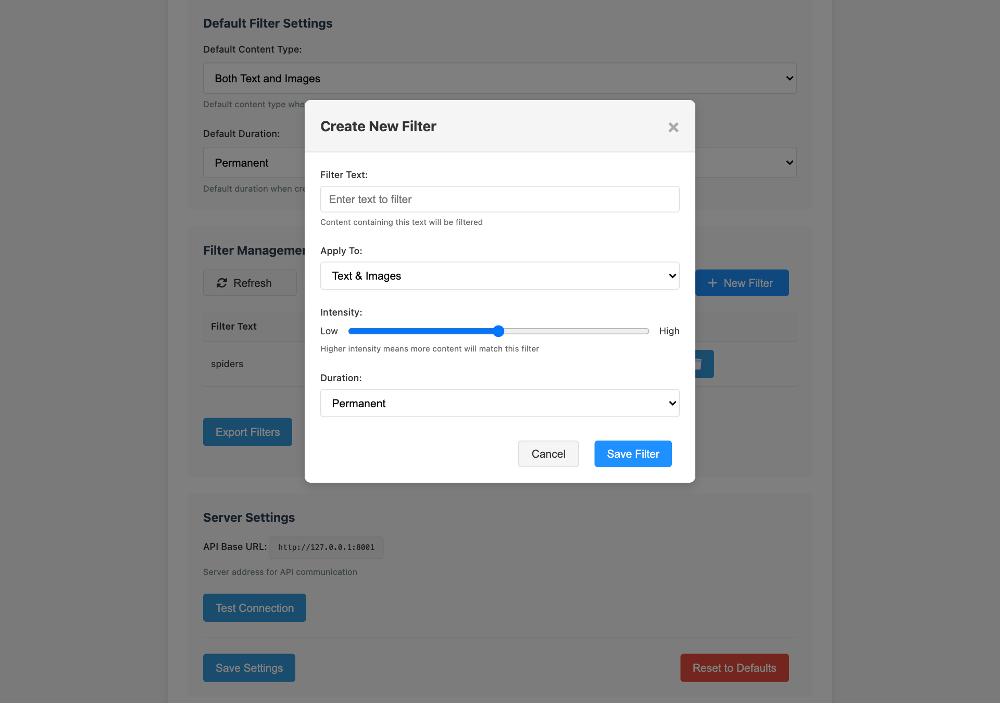 Default Filter Settings
Default Content Type:
Both Text and Images
Default content type whe
Default Duration:
Permanent
Default duration when cre
Filter Managemen
Refresh
New Filter
Filter Text
spiders
Export Filters
Create New Filter
Filter Text:
Enter text to filter
Content containing this text will be filtered
Apply To:
Text & Images
Intensity:
Low
High
Higher intensity means more content will match this filter
Duration:
Permanent
Cancel
Save Filter
Server Settings
API Base URL: http://127.0.0.1:8001
Server address for API communication
Test Connection
Save Settings
Reset to Defaults